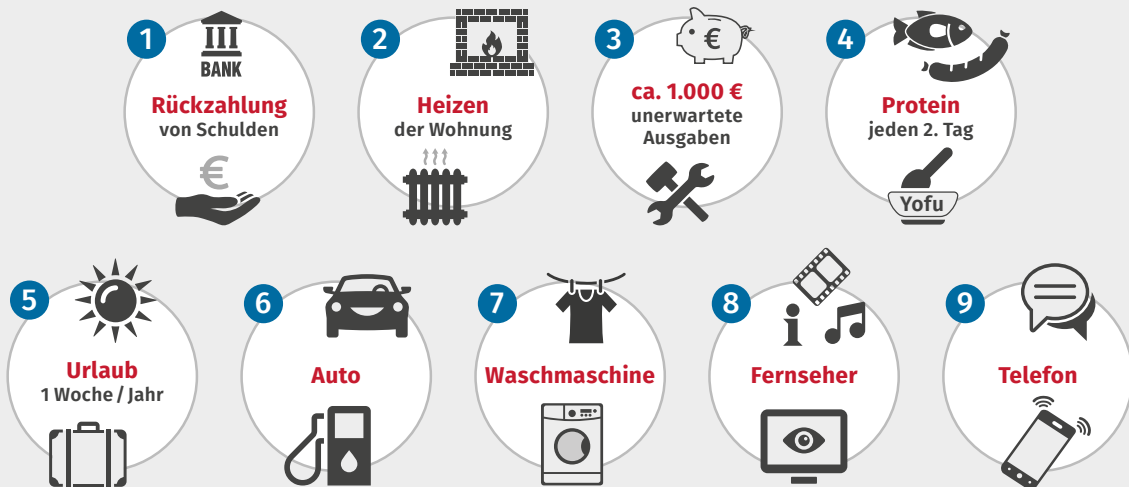 1
BANK
Rückzahlung
von Schulden
€
2
Heizen
der Wohnung
3
€
ca. 1.000 €
unerwartete
Ausgaben
4
Protein
jeden 2. Tag
Yofu
5
Urlaub
1 Woche / Jahr
6
Auto
7
Waschmaschine
8
Fernseher
9
Telefon